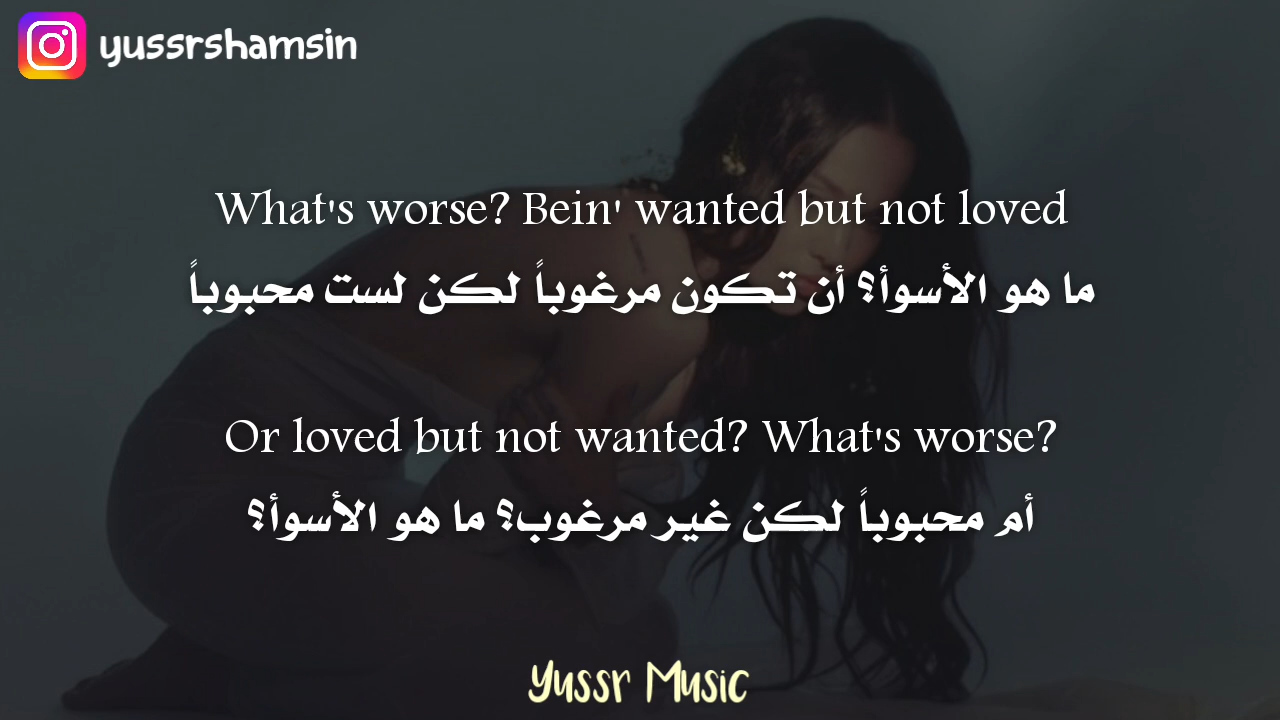 yussrshamsin
What's worse? Bein' wanted but not loved
ما هو الأسوأ؟ أن تكون مرغوباً لكن لست محبوباً
Or loved but not wanted? What's worse?
أم محبوباً لكن غير مرغوب؟ ما هو الأسوأ؟
Yussr Music